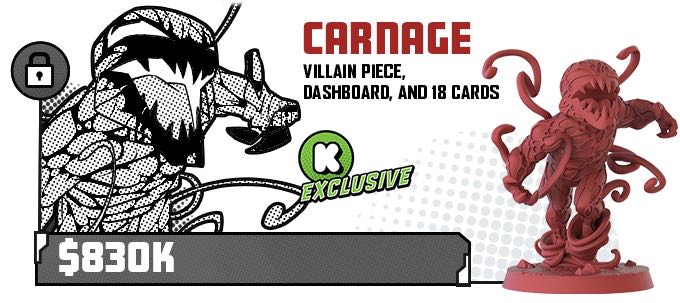 CARNAGE
VILLAIN PIECE,
DASHBOARD, AND 18 CARDS
K
EXCLUSIVE
$830K